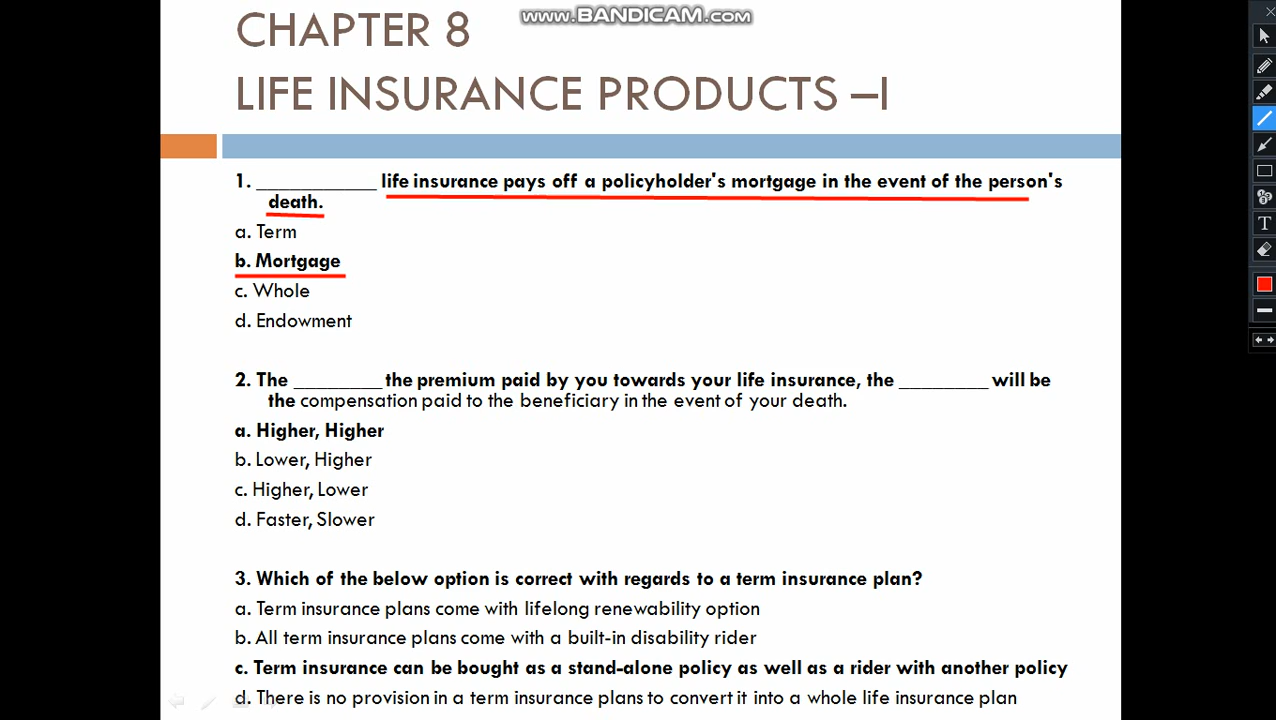 www.BANDICAM.com
CHAPTER 8
LIFE INSURANCE PRODUCTS –I
1. ____________ life insurance pays off a policyholder's mortgage in the event of the person's
death.
a. Term
b. Mortgage
c. Whole
d. Endowment
2. The ________ the premium paid by you towards your life insurance, the ________ will be
the compensation paid to the beneficiary in the event of your death.
a. Higher, Higher
b. Lower, Higher
c. Higher, Lower
d. Faster, Slower
3. Which of the below option is correct with regards to a term insurance plan?
a. Term insurance plans come with lifelong renewability option
b. All term insurance plans come with a built-in disability rider
c. Term insurance can be bought as a stand-alone policy as well as a rider with another policy
d. There is no provision in a term insurance plans to convert it into a whole life insurance plan
T